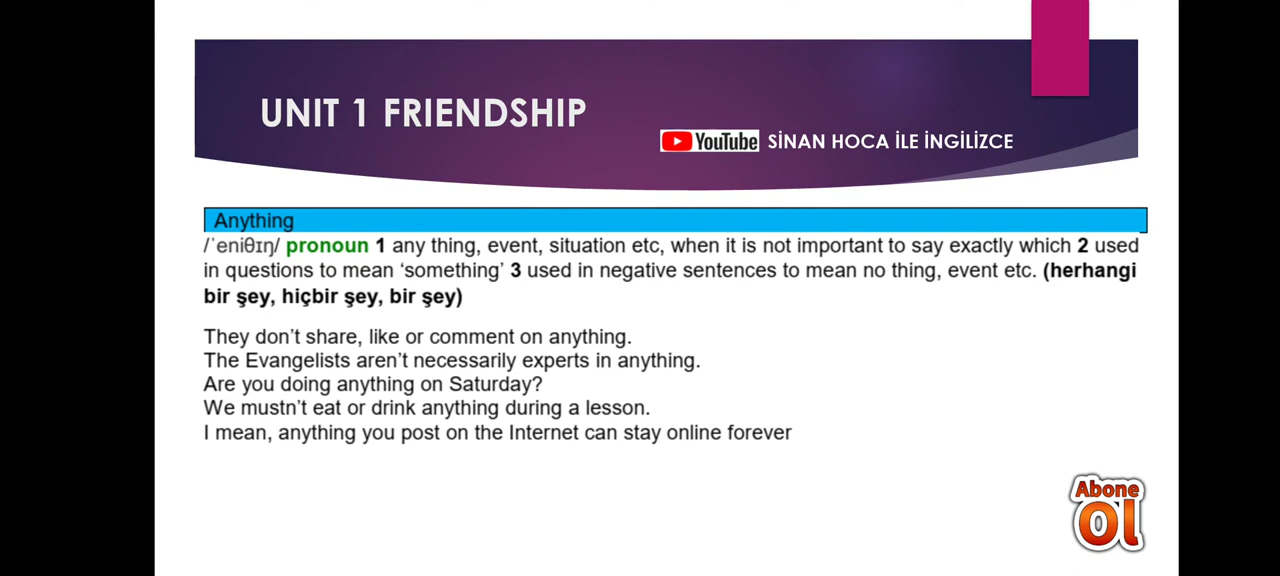 UNIT 1 FRIENDSHIP
YouTube SİNAN HOCA İLE İNGİLİZCE
Anything
/ˈeniθɪŋ/ pronoun 1 any thing, event, situation etc, when it is not important to say exactly which 2 used
in questions to mean ‘something’ 3 used in negative sentences to mean no thing, event etc. (herhangi
bir şey, hiçbir şey, bir şey)
They don’t share, like or comment on anything.
The Evangelists aren’t necessarily experts in anything.
Are you doing anything on Saturday?
We mustn’t eat or drink anything during a lesson.
I mean, anything you post on the Internet can stay online forever
Abone
Ol